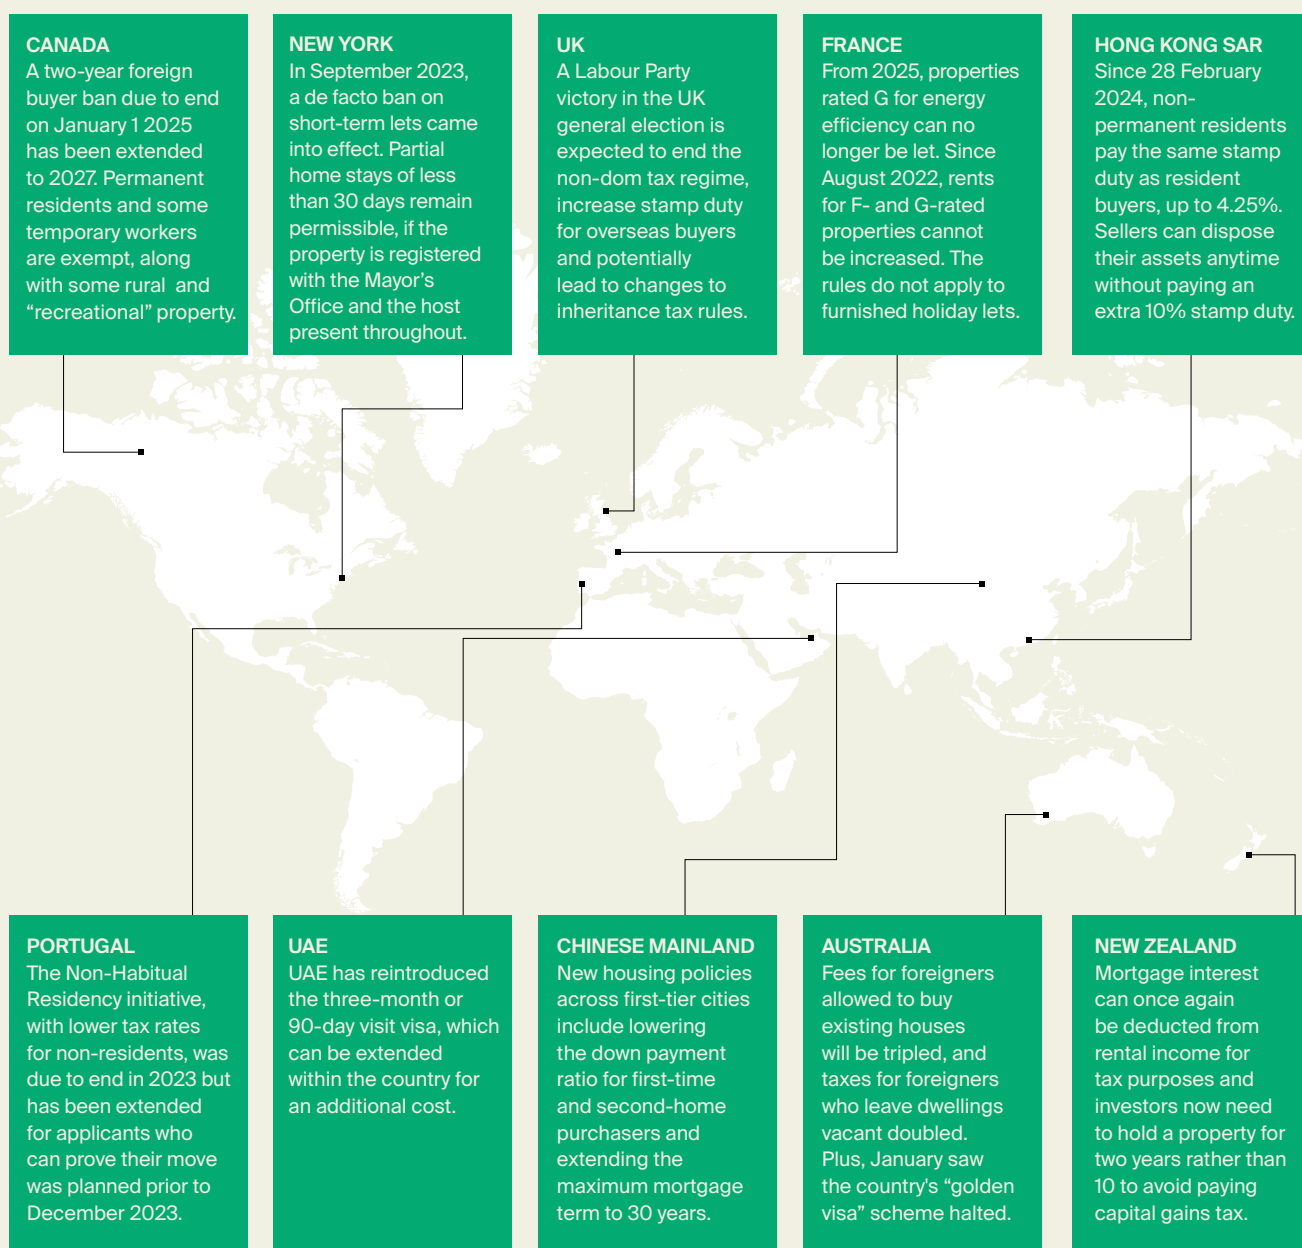 CANADA
A two-year foreign
buyer ban due to end
on January 1 2025
has been extended
to 2027. Permanent
residents and some
temporary workers
are exempt, along
with some rural and
“recreational” property.
NEW YORK
In September 2023,
a de facto ban on
short-term lets came
into effect. Partial
home stays of less
than 30 days remain
permissible, if the
property is registered
with the Mayor’s
Office and the host
present throughout.
UK
A Labour Party
victory in the UK
general election is
expected to end the
non-dom tax regime,
increase stamp duty
for overseas buyers
and potentially
lead to changes to
inheritance tax rules.
FRANCE
From 2025, properties
rated G for energy
efficiency can no
longer be let. Since
August 2022, rents
for F- and G-rated
properties cannot
be increased. The
rules do not apply to
furnished holiday lets.
HONG KONG SAR
Since 28 February
2024, non-
permanent residents
pay the same stamp
duty as resident
buyers, up to 4.25%.
Sellers can dispose
their assets anytime
without paying an
extra 10% stamp duty.
PORTUGAL
The Non-Habitual
Residency initiative,
with lower tax rates
for non-residents, was
due to end in 2023 but
has been extended
for applicants who
can prove their move
was planned prior to
December 2023.
UAE
UAE has reintroduced
the three-month or
90-day visit visa, which
can be extended
within the country for
an additional cost.
CHINESE MAINLAND
New housing policies
across first-tier cities
include lowering
the down payment
ratio for first-time
and second-home
purchasers and
extending the
maximum mortgage
term to 30 years.
AUSTRALIA
Fees for foreigners
allowed to buy
existing houses
will be tripled, and
taxes for foreigners
who leave dwellings
vacant doubled.
Plus, January saw
the country's “golden
visa” scheme halted.
NEW ZEALAND
Mortgage interest
can once again
be deducted from
rental income for
tax purposes and
investors now need
to hold a property for
two years rather than
10 to avoid paying
capital gains tax.